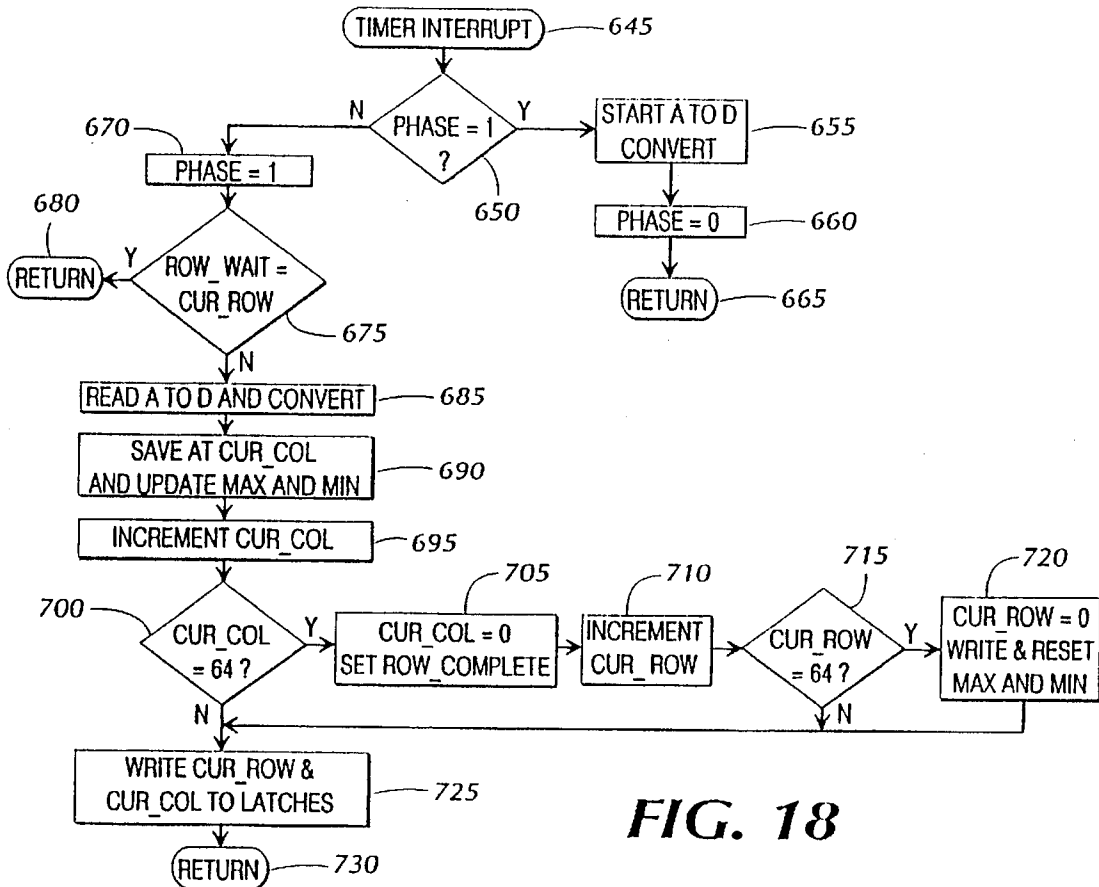 TIMER INTERRUPT
645
N
PHASE = 1
?
Y
650
START A TO D
CONVERT
655
PHASE = 0
660
RETURN
665
670
PHASE = 1
680
RETURN
Y
ROW_WAIT =
CUR_ROW
675
N
READ A TO D AND CONVERT
685
SAVE AT CUR_COL
AND UPDATE MAX AND MIN
690
INCREMENT CUR_COL
695
700
CUR_COL
= 64 ?
Y
N
705
CUR_COL = 0
SET ROW_COMPLETE
710
INCREMENT
CUR_ROW
715
CUR_ROW
= 64 ?
Y
N
720
CUR_ROW = 0
WRITE & RESET
MAX AND MIN
WRITE CUR_ROW &
CUR_COL TO LATCHES
725
RETURN
730
FIG. 18